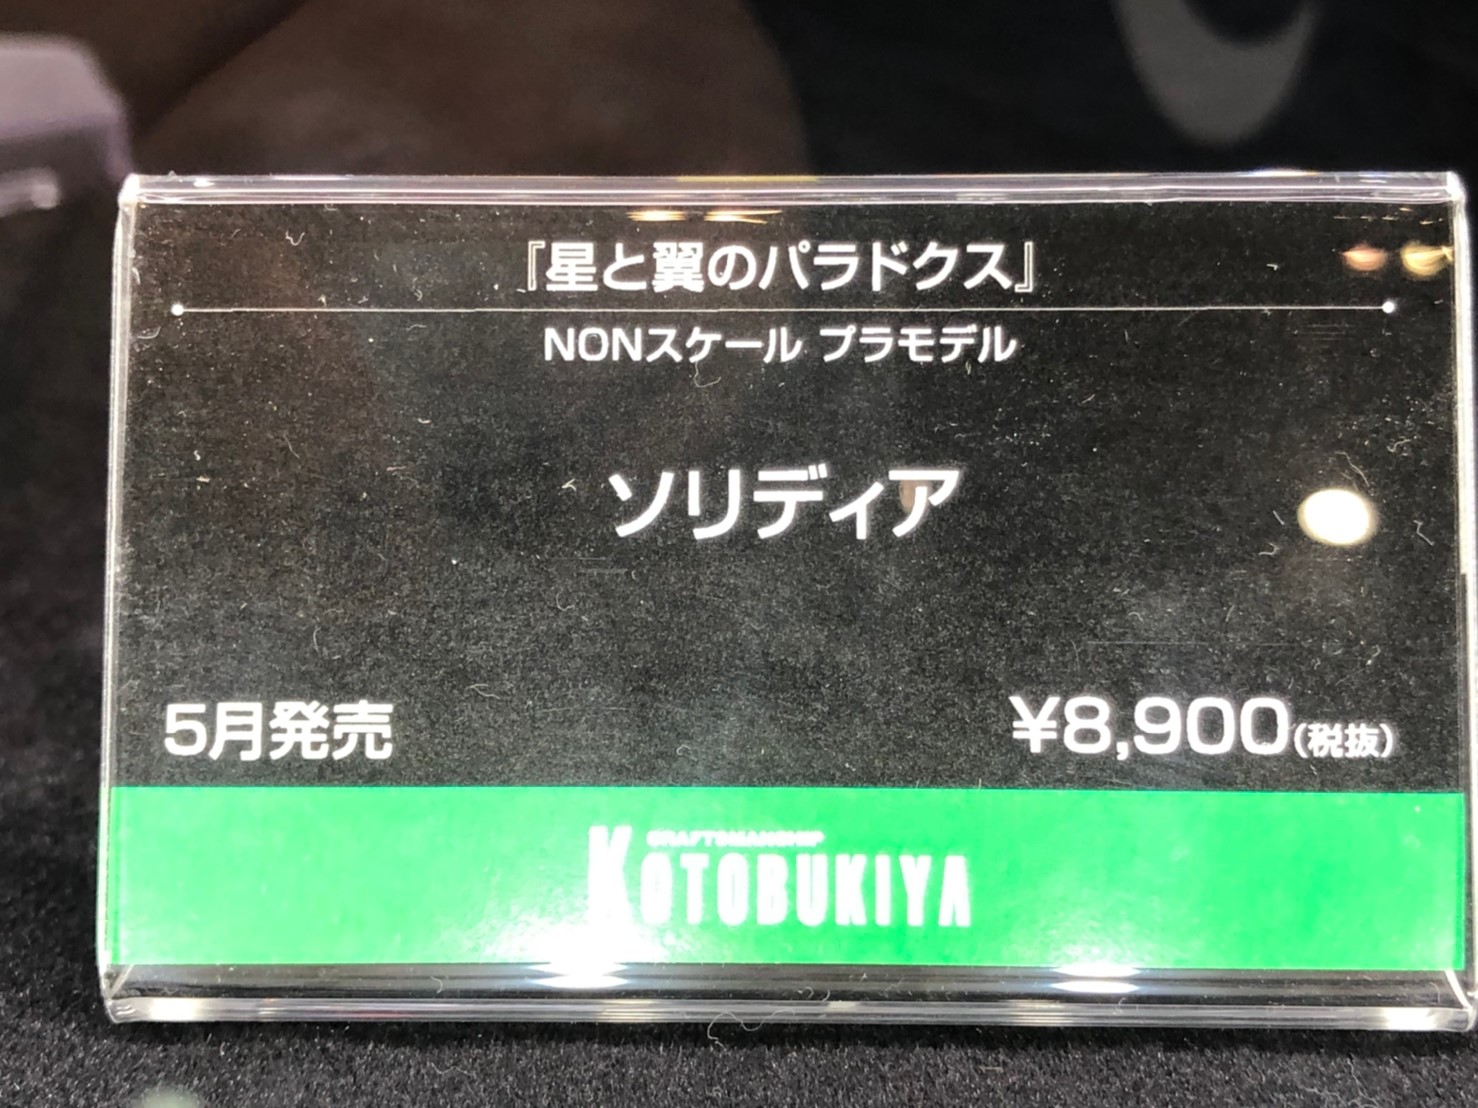 『星と翼のパラドクス』
NONスケール プラモデル
ソリディア
5月発売
¥8,900(税抜)
CRAFTSMANSHIP
KOTOBUKIYA